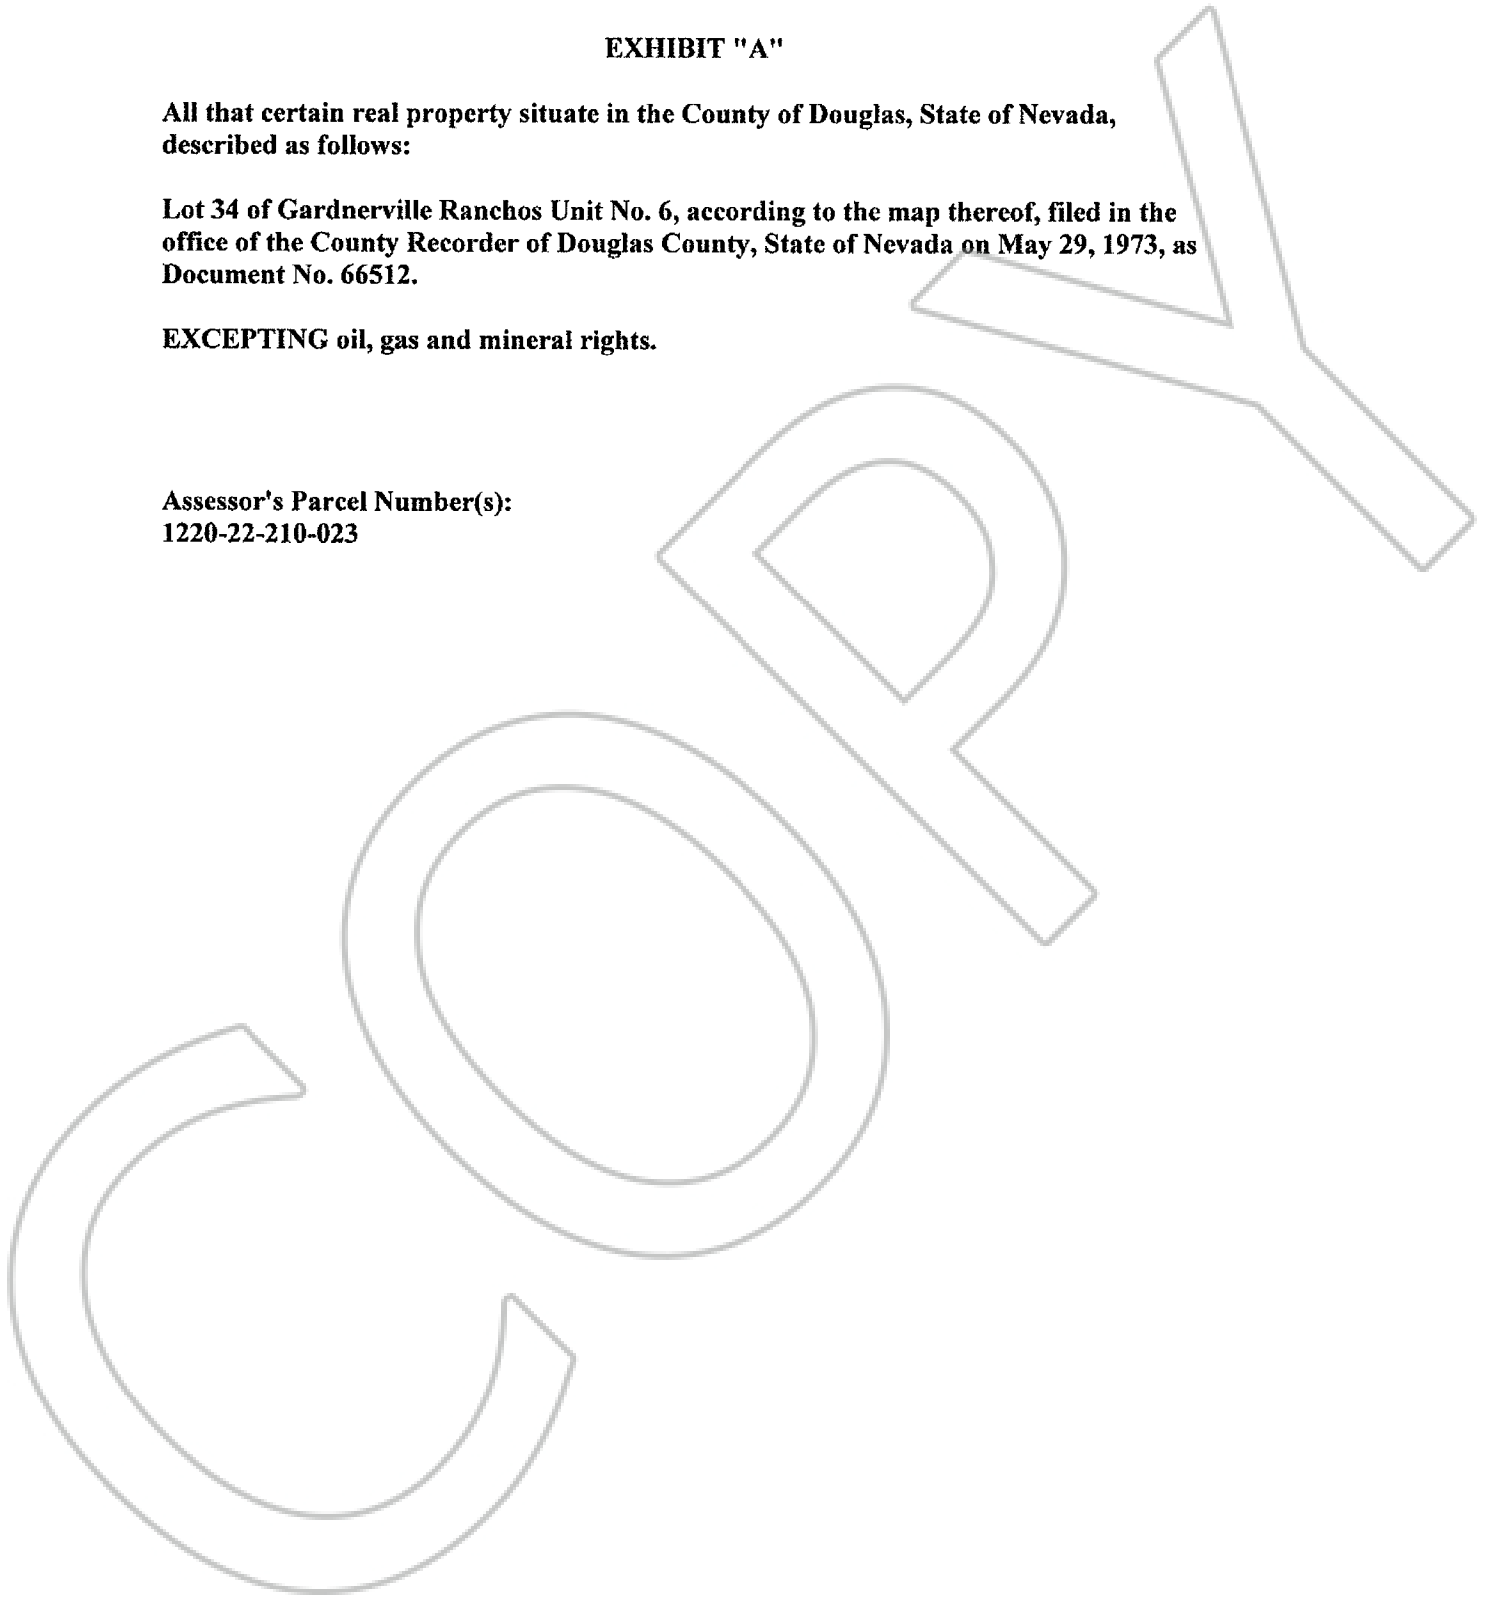 EXHIBIT "A"
All that certain real property situate in the County of Douglas, State of Nevada,
described as follows:
Lot 34 of Gardnerville Ranchos Unit No. 6, according to the map thereof, filed in the
office of the County Recorder of Douglas County, State of Nevada on May 29, 1973, as
Document No. 66512.
EXCEPTING oil, gas and mineral rights.
Assessor's Parcel Number(s):
1220-22-210-023
COPY